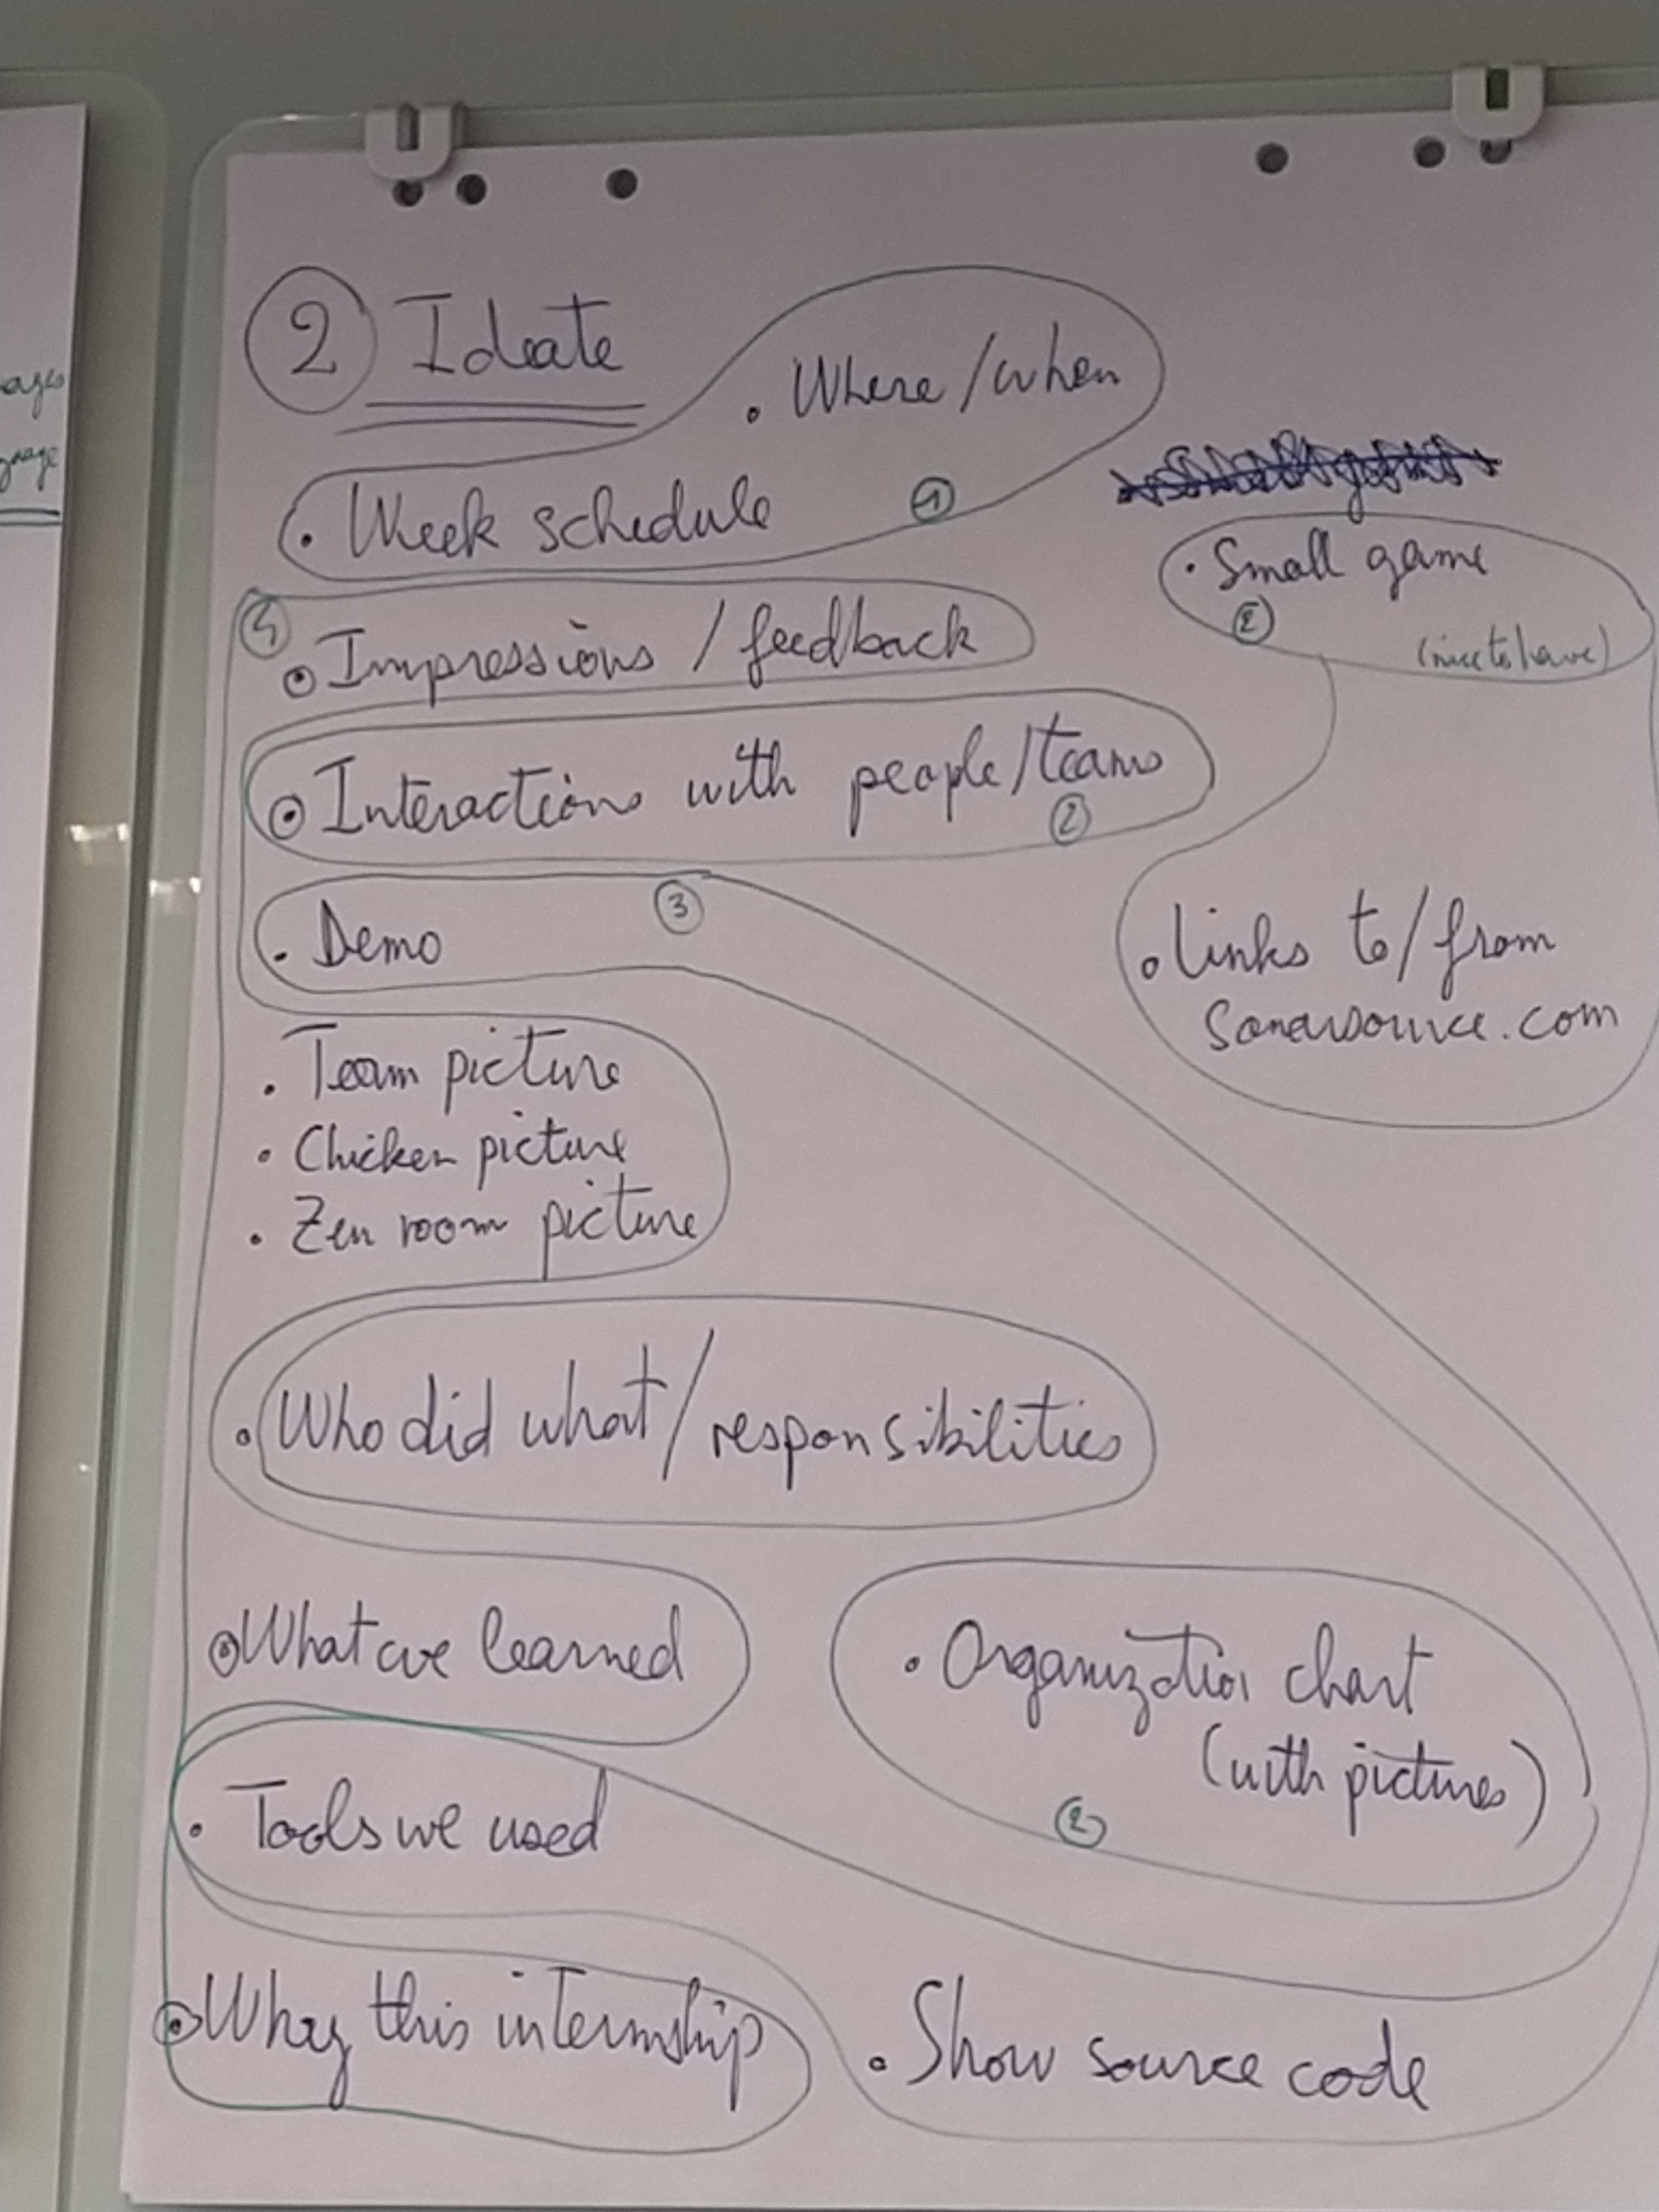 ages
guage
2 Ideate
. Where/when
. Week schedule 1
. Small game
2 (nice to have)
4
. Impressions / feedback
. Interactions with people/teams
2
. Demo 3
. links to/from
sonarsource.com
. Team picture
. Chicken picture
. Zen room picture
. Who did what/responsibilities
. What we learned
. Organization chart
(with pictures)
2
. Tools we used
. Why this internship
. Show source code